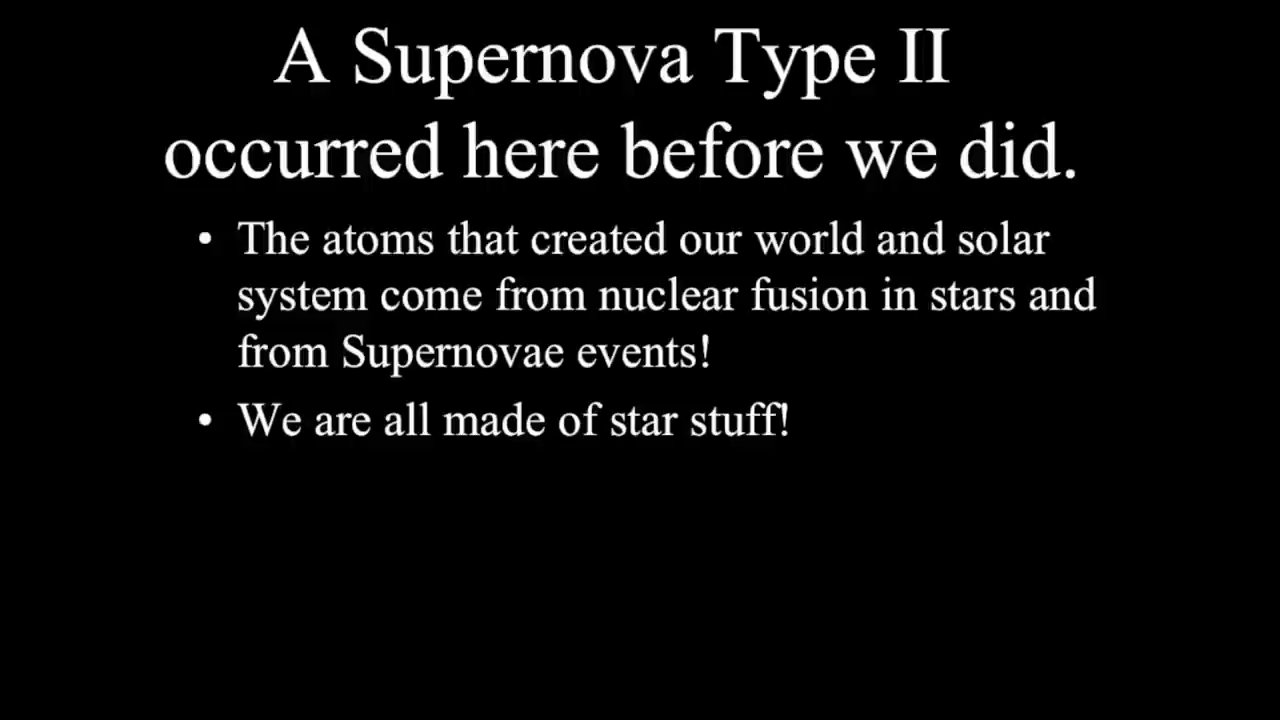 A Supernova Type II
occurred here before we did.
• The atoms that created our world and solar
system come from nuclear fusion in stars and
from Supernovae events!
• We are all made of star stuff!